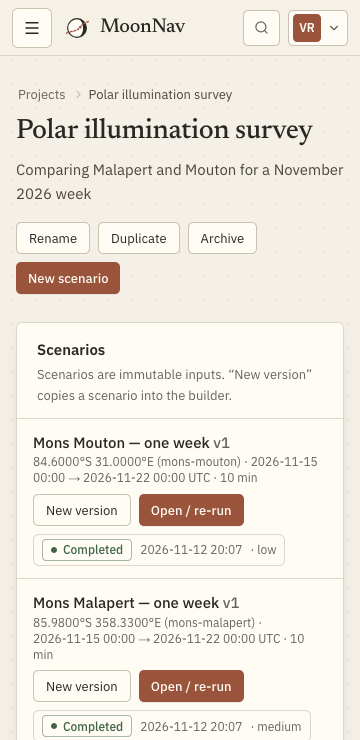 MoonNav
VR
Projects
Polar illumination survey
Polar illumination survey
Comparing Malapert and Mouton for a November
2026 week
Rename
Duplicate
Archive
New scenario
Scenarios
Scenarios are immutable inputs. “New version”
copies a scenario into the builder.
Mons Mouton — one week v1
84.6000°S 31.0000°E (mons-mouton) · 2026-11-15
00:00 → 2026-11-22 00:00 UTC · 10 min
New version
Open / re-run
Completed 2026-11-12 20:07 · low
Mons Malapert — one week v1
85.9800°S 358.3300°E (mons-malapert) ·
2026-11-15 00:00 → 2026-11-22 00:00 UTC · 10
min
New version
Open / re-run
Completed 2026-11-12 20:07 · medium